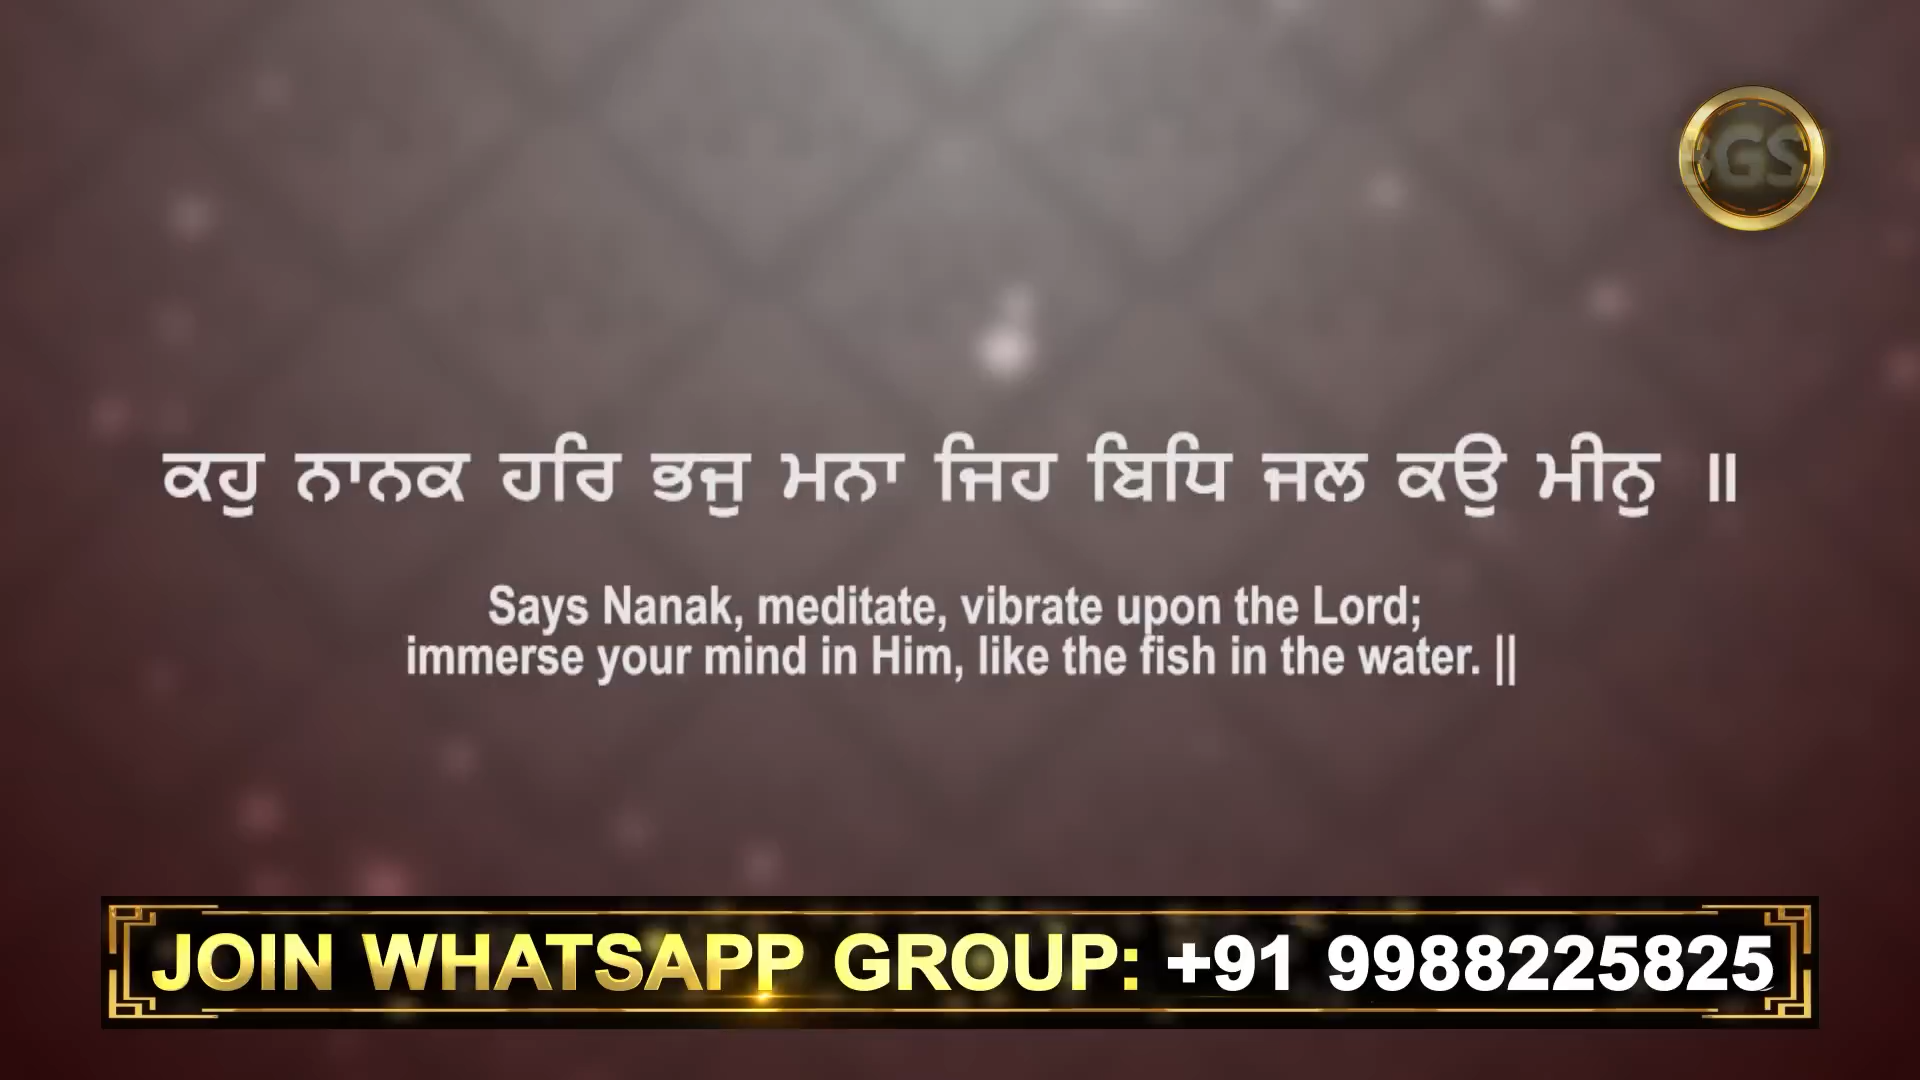 BGS
ਕਹੁ ਨਾਨਕ ਹਰਿ ਭਜੁ ਮਨਾ ਜਿਹ ਬਿਧਿ ਜਲ ਕਉ ਮੀਨੁ ॥
Says Nanak, meditate, vibrate upon the Lord;
immerse your mind in Him, like the fish in the water. ||
JOIN WHATSAPP GROUP: +91 9988225825